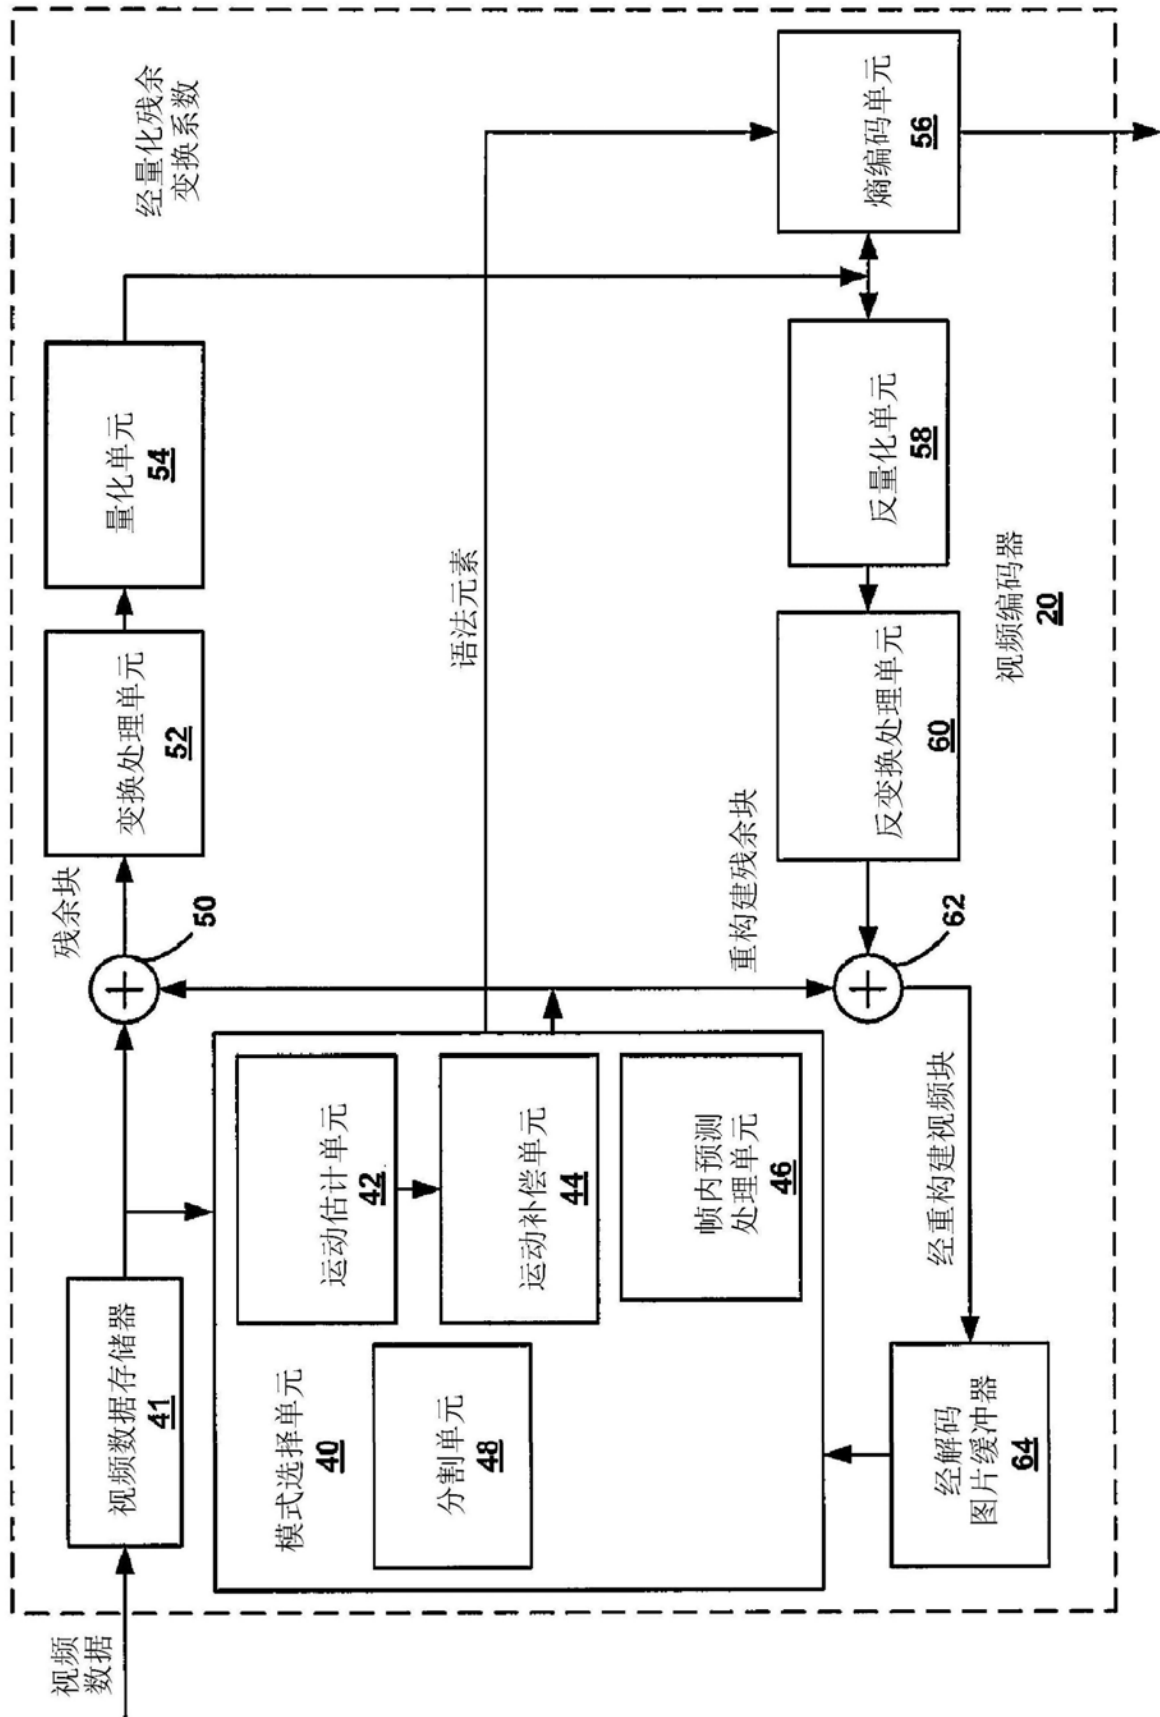 视频
数据
视频数据存储器
41
模式选择单元
40
分割单元
48
运动估计单元
42
运动补偿单元
44
帧内预测
处理单元
46
残余块
50
变换处理单元
52
量化单元
54
经量化残余
变换系数
语法元素
熵编码单元
56
反量化单元
58
反变换处理单元
60
重构建残余块
62
经重构建视频块
经解码
图片缓冲器
64
视频编码器
20